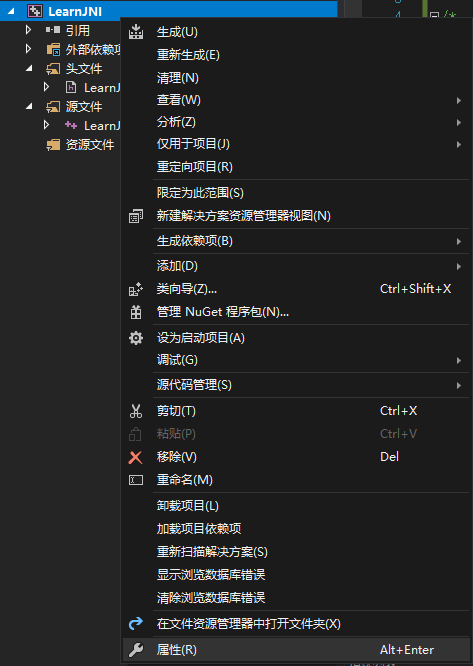 LearnJNI
4
/*
引用
外部依赖项
头文件
LearnJ
源文件
LearnJ
资源文件
生成(U)
重新生成(E)
清理(N)
查看(W)
分析(Z)
仅用于项目(J)
重定向项目(R)
限定为此范围(S)
新建解决方案资源管理器视图(N)
生成依赖项(B)
添加(D)
类向导(Z)... Ctrl+Shift+X
管理 NuGet 程序包(N)...
设为启动项目(A)
调试(G)
源代码管理(S)
剪切(T) Ctrl+X
粘贴(P) Ctrl+V
移除(V) Del
重命名(M)
卸载项目(L)
加载项目依赖项
重新扫描解决方案(S)
显示浏览数据库错误
清除浏览数据库错误
在文件资源管理器中打开文件夹(X)
属性(R) Alt+Enter